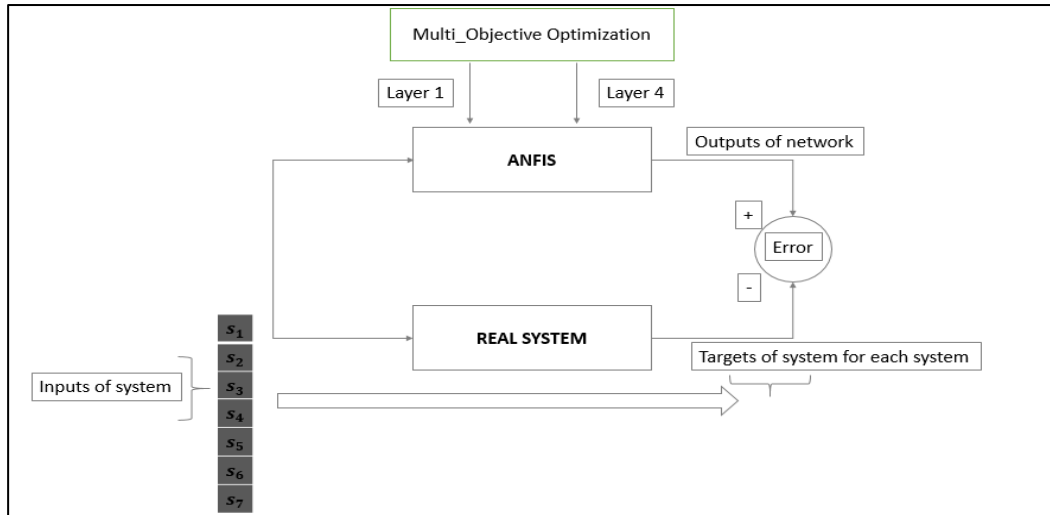 Multi_Objective Optimization
Layer 1
Layer 4
ANFIS
Outputs of network
+
Error
-
REAL SYSTEM
Targets of system for each system
Inputs of system
s₁
s₂
s₃
s₄
s₅
s₆
s₇